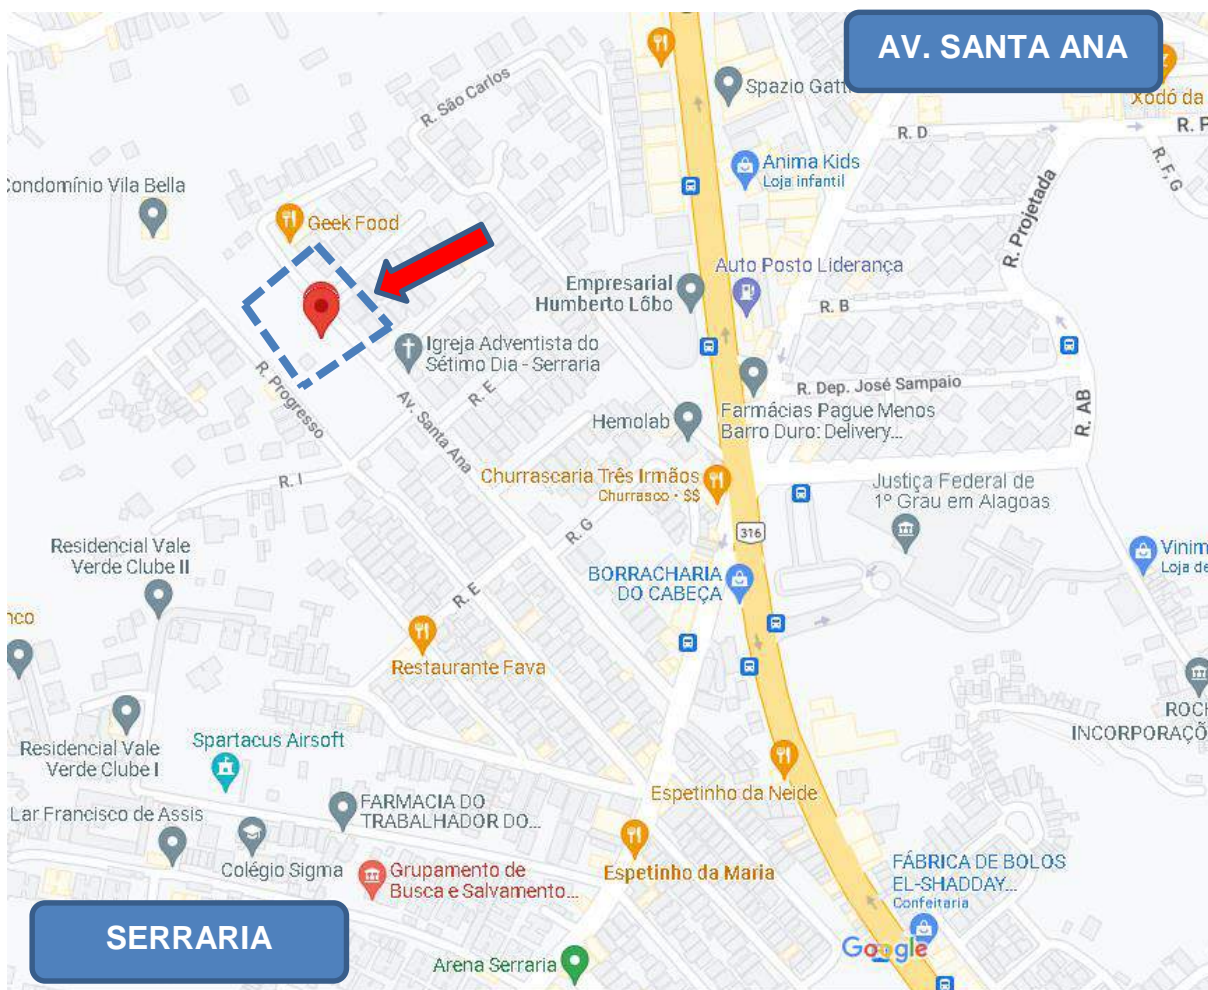 AV. SANTA ANA
Spazio Gatt
Xodó da
R. São Carlos
R. D
R. P
R. F, G
Anima Kids
Loja infantil
Condomínio Vila Bella
Geek Food
R. Projetada
Auto Posto Liderança
Empresarial
Humberto Lôbo
R. B
Igreja Adventista do
Sétimo Dia - Serraria
R. Progresso
R. E
Av. Santa Ana
R. Dep. José Sampaio
R. AB
Hemolab
Farmácias Pague Menos
Barro Duro: Delivery...
Churrascaria Três Irmãos
Churrasco · $$
R. I
Justiça Federal de
1º Grau em Alagoas
R. G
316
Residencial Vale
Verde Clube II
Vinim
Loja de
BORRACHARIA
DO CABEÇA
R. E
nco
Restaurante Fava
ROCH
INCORPORAÇÕ
Residencial Vale
Verde Clube I
Spartacus Airsoft
Espetinho da Neide
Lar Francisco de Assis
FARMACIA DO
TRABALHADOR DO...
Colégio Sigma
Grupamento de
Busca e Salvamento...
Espetinho da Maria
FÁBRICA DE BOLOS
EL-SHADDAY...
Confeitaria
SERRARIA
Arena Serraria
Google